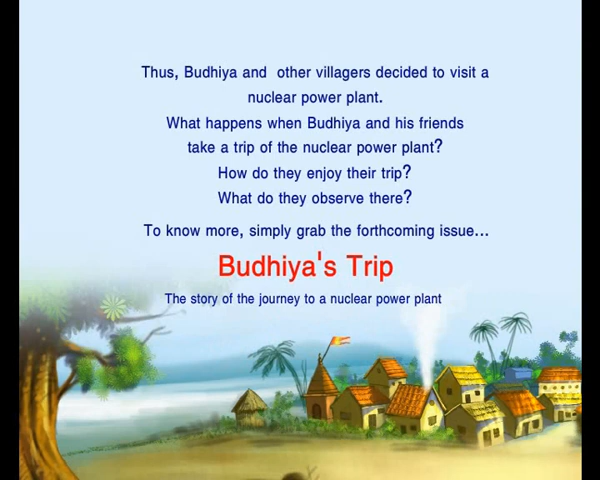 Thus, Budhiya and other villagers decided to visit a
nuclear power plant.
What happens when Budhiya and his friends
take a trip of the nuclear power plant?
How do they enjoy their trip?
What do they observe there?
To know more, simply grab the forthcoming issue...
Budhiya's Trip
The story of the journey to a nuclear power plant